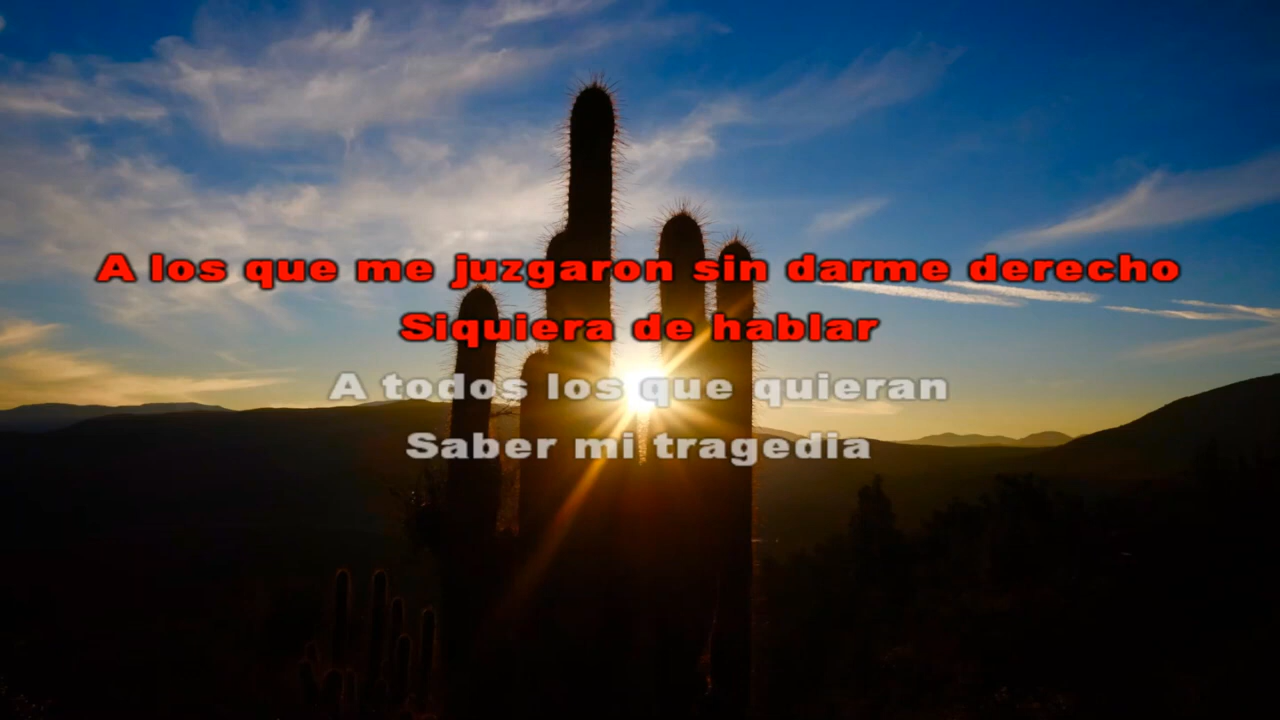 A los que me juzgaron sin darme derecho
Siquiera de hablar
A todos los que quieran
Saber mi tragedia